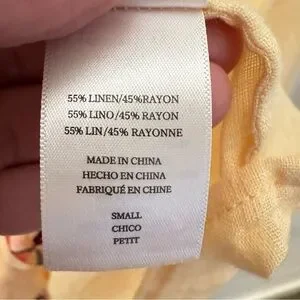 55% LINEN/45%RAYON
55% LINO/45% RAYON
55% LIN/45% RAYONNE
MADE IN CHINA
HECHO EN CHINA
FABRIQUÉ EN CHINE
SMALL
CHICO
PETIT